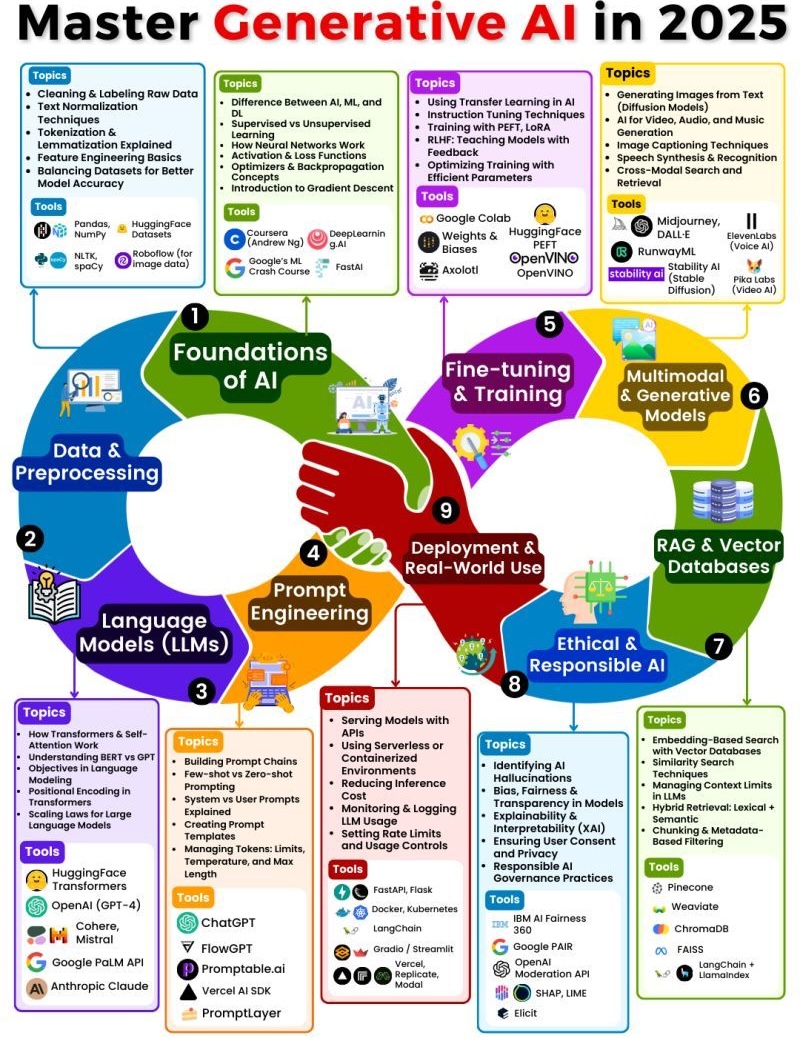 Master Generative AI in 2025
Topics
Cleaning & Labeling Raw Data
Text Normalization
Techniques
Tokenization &
Lemmatization Explained
Feature Engineering Basics
Balancing Datasets for Better
Model Accuracy
Tools
Pandas,
NumPy
HuggingFace
Datasets
NLTK,
spaCy
spaCy
Roboflow (for
image data)
Topics
Difference Between AI, ML, and
DL
Supervised vs Unsupervised
Learning
How Neural Networks Work
Activation & Loss Functions
Optimizers & Backpropagation
Concepts
Introduction to Gradient Descent
Tools
Coursera
(Andrew Ng)
DeepLearnin
g.AI
Google's ML
Crash Course
FastAI
Topics
Using Transfer Learning in AI
Instruction Tuning Techniques
Training with PEFT, LoRA
RLHF: Teaching Models with
Feedback
Optimizing Training with
Efficient Parameters
Tools
Google Colab
Weights &
Biases
Axolotl
HuggingFace
PEFT
OpenVINO
OpenVINO
Topics
Generating Images from Text
(Diffusion Models)
AI for Video, Audio, and Music
Generation
Image Captioning Techniques
Speech Synthesis & Recognition
Cross-Modal Search and
Retrieval
Tools
Midjourney,
DALL·E
RunwayML
stability ai
Stability AI
(Stable
Diffusion)
ElevenLabs
(Voice AI)
Pika Labs
(Video AI)
1
Foundations
of AI
AI
Data &
Preprocessing
2
Language
Models (LLMs)
3
4
Prompt
Engineering
5
Fine-tuning
& Training
AI
Multimodal
& Generative
Models
6
RAG & Vector
Databases
7
Ethical &
Responsible AI
8
9
Deployment &
Real-World Use
Topics
How Transformers & Self-
Attention Work
Understanding BERT vs GPT
Objectives in Language
Modeling
Positional Encoding in
Transformers
Scaling Laws for Large
Language Models
Tools
HuggingFace
Transformers
OpenAI (GPT-4)
Cohere,
Mistral
Google PaLM API
Anthropic Claude
Topics
Building Prompt Chains
Few-shot vs Zero-shot
Prompting
System vs User Prompts
Explained
Creating Prompt
Templates
Managing Tokens: Limits,
Temperature, and Max
Length
Tools
ChatGPT
FlowGPT
Promptable.ai
Vercel AI SDK
PromptLayer
Topics
Serving Models with
APIs
Using Serverless or
Containerized
Environments
Reducing Inference
Cost
Monitoring & Logging
LLM Usage
Setting Rate Limits
and Usage Controls
Tools
FastAPI, Flask
Docker, Kubernetes
LangChain
Gradio / Streamlit
Vercel,
Replicate,
Modal
Topics
Identifying AI
Hallucinations
Bias, Fairness &
Transparency in Models
Explainability &
Interpretability (XAI)
Ensuring User Consent
and Privacy
Responsible AI
Governance Practices
Tools
IBM
IBM AI Fairness
360
Google PAIR
OpenAI
Moderation API
SHAP, LIME
Elicit
Topics
Embedding-Based Search
with Vector Databases
Similarity Search
Techniques
Managing Context Limits
in LLMs
Hybrid Retrieval: Lexical +
Semantic
Chunking & Metadata-
Based Filtering
Tools
Pinecone
Weaviate
ChromaDB
FAISS
LangChain +
LlamaIndex